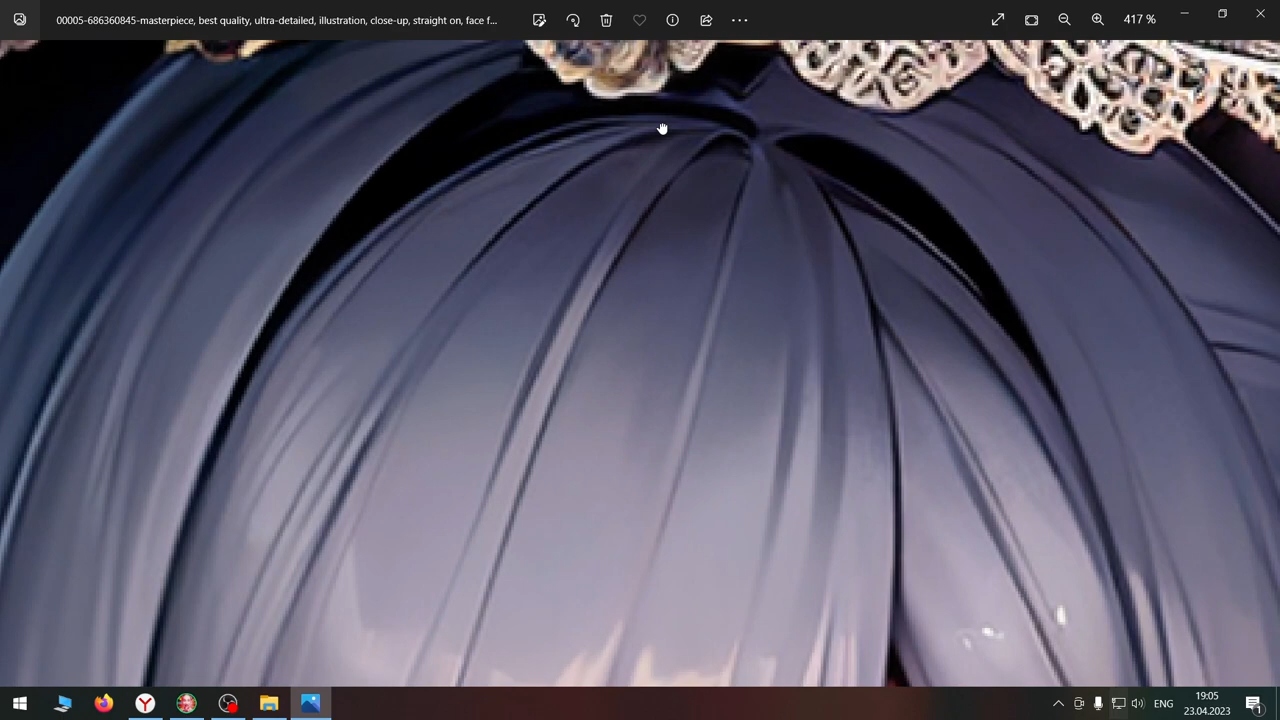 00005-686360845-masterpiece, best quality, ultra-detailed, illustration, close-up, straight on, face f...
417 %
ENG
19:05
23.04.2023
1